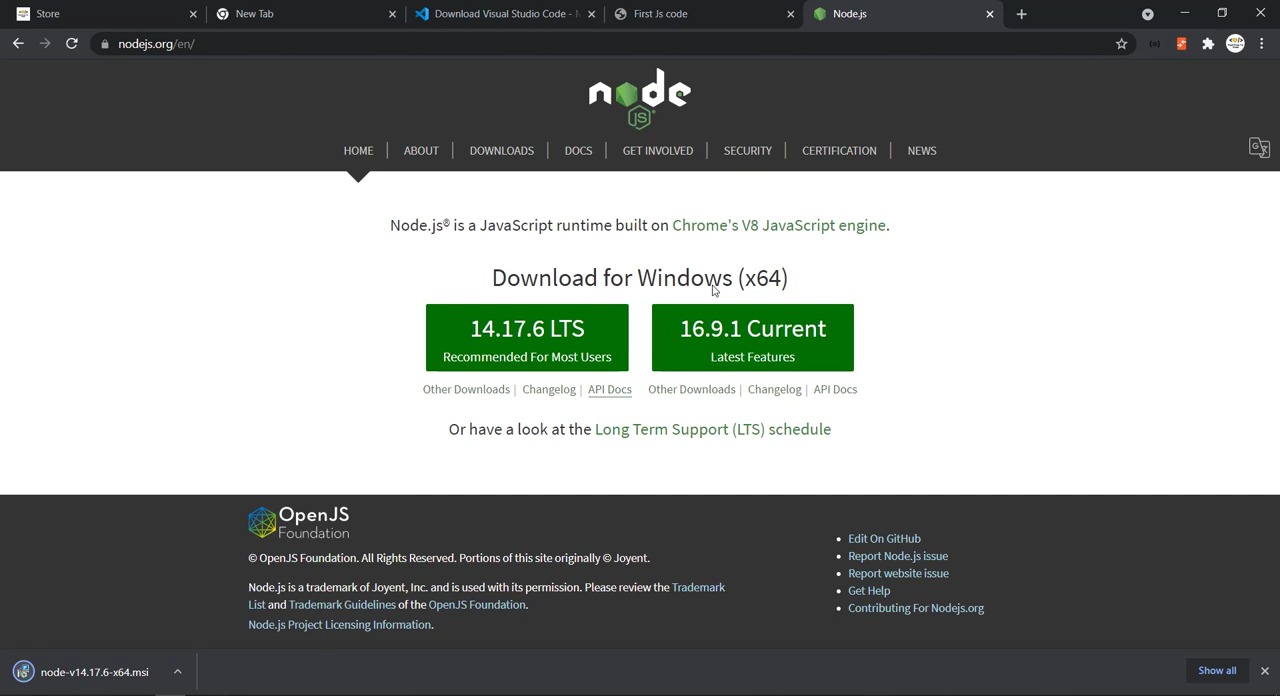 Store
New Tab
Download Visual Studio Code -
First Js code
Node.js
nodejs.org/en/
node
JS
HOME
ABOUT
DOWNLOADS
DOCS
GET INVOLVED
SECURITY
CERTIFICATION
NEWS
Node.js® is a JavaScript runtime built on Chrome's V8 JavaScript engine.
Download for Windows (x64)
14.17.6 LTS
Recommended For Most Users
16.9.1 Current
Latest Features
Other Downloads | Changelog | API Docs
Other Downloads | Changelog | API Docs
Or have a look at the Long Term Support (LTS) schedule
OpenJS
Foundation
© OpenJS Foundation. All Rights Reserved. Portions of this site originally © Joyent.
Node.js is a trademark of Joyent, Inc. and is used with its permission. Please review the Trademark
List and Trademark Guidelines of the OpenJS Foundation.
Node.js Project Licensing Information.
Edit On GitHub
Report Node.js issue
Report website issue
Get Help
Contributing For Nodejs.org
node-v14.17.6-x64.msi
Show all